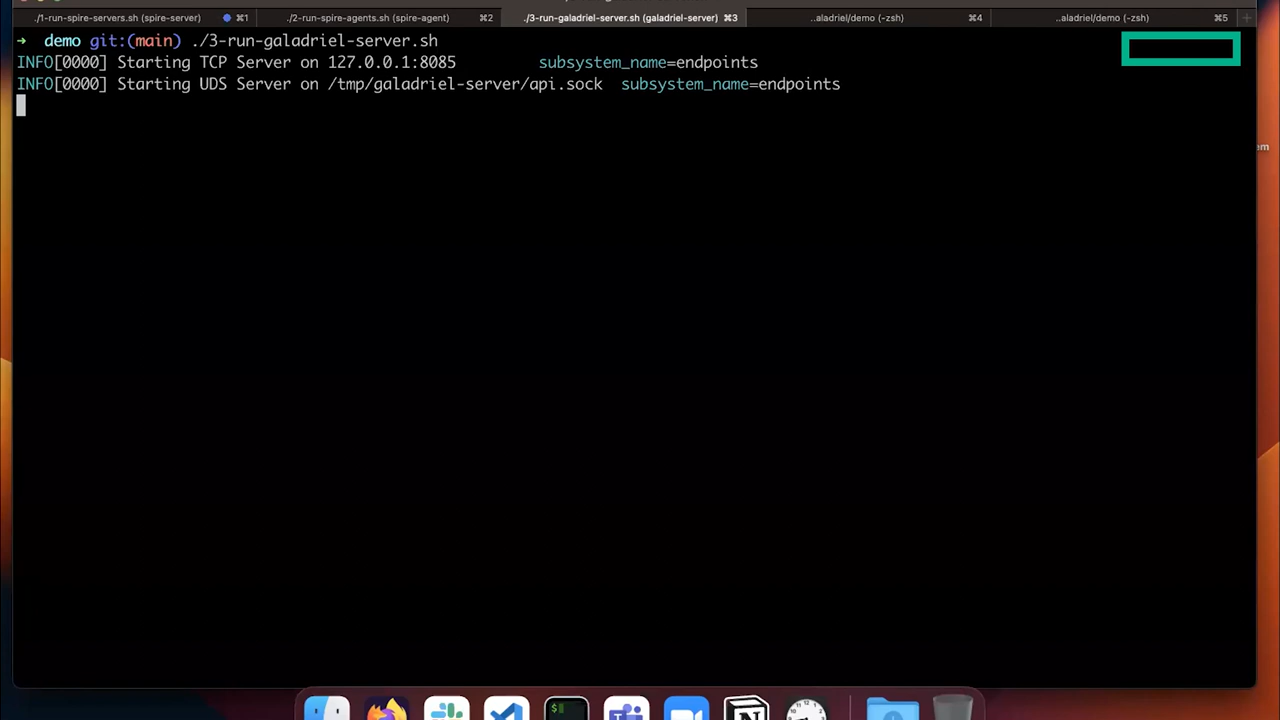 ./1-run-spire-servers.sh (spire-server) ⌘1 ./2-run-spire-agents.sh (spire-agent) ⌘2 ./3-run-galadriel-server.sh (galadriel-server) ⌘3 ..aladriel/demo (-zsh) ⌘4 ..aladriel/demo (-zsh) ⌘5 +
→ demo git:(main) ./3-run-galadriel-server.sh
INFO[0000] Starting TCP Server on 127.0.0.1:8085 subsystem_name=endpoints
INFO[0000] Starting UDS Server on /tmp/galadriel-server/api.sock subsystem_name=endpoints
em